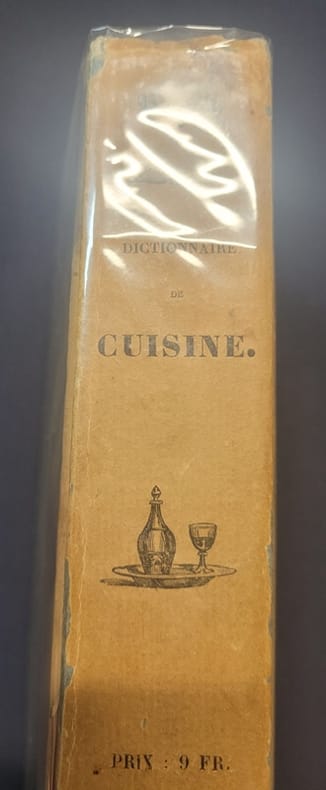 DICTIONNAIRE
DE
CUISINE.
PRIX : 9 FR.